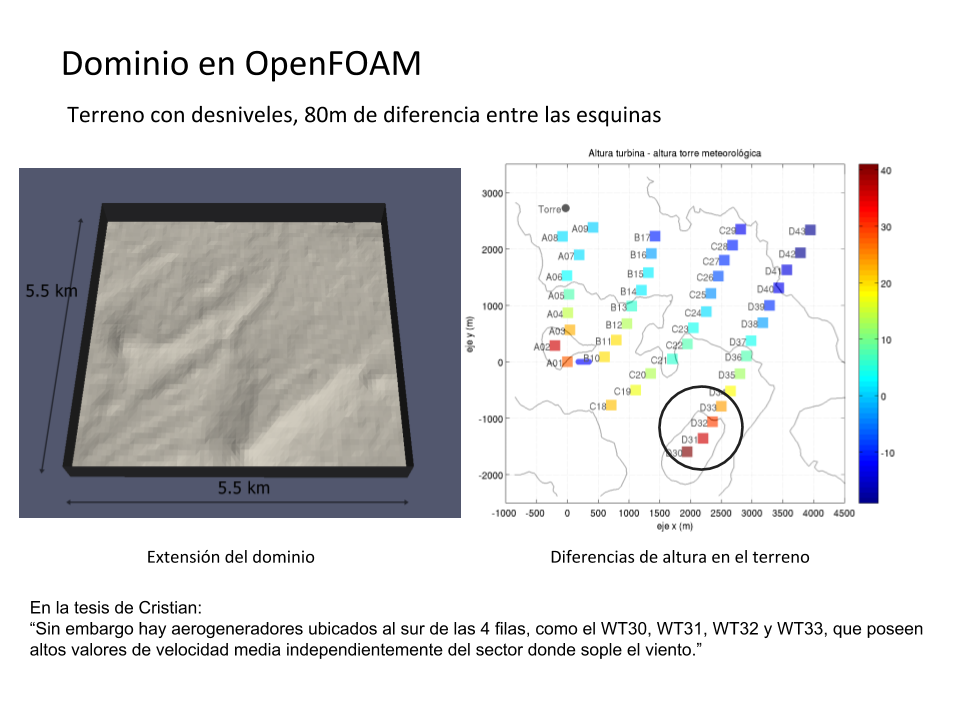 Dominio en OpenFOAM
Terreno con desniveles, 80m de diferencia entre las esquinas
5.5 km
5.5 km
Altura turbina - altura torre meteorológica
eje y (m)
3000
2000
1000
0
-1000
-2000
-1000 -500 0 500 1000 1500 2000 2500 3000 3500 4000 4500
eje x (m)
40
30
20
10
0
-10
Torre
A09
A08
A07
A06
A05
A04
A03
A02
A01
B17
B16
B15
B14
B13
B12
B11
B10
C29
C28
C27
C26
C25
C24
C23
C22
C21
C20
C19
C18
D43
D42
D41
D40
D39
D38
D37
D36
D35
D34
D33
D32
D31
D30
Extensión del dominio
Diferencias de altura en el terreno
En la tesis de Cristian:
“Sin embargo hay aerogeneradores ubicados al sur de las 4 filas, como el WT30, WT31, WT32 y WT33, que poseen
altos valores de velocidad media independientemente del sector donde sople el viento.”